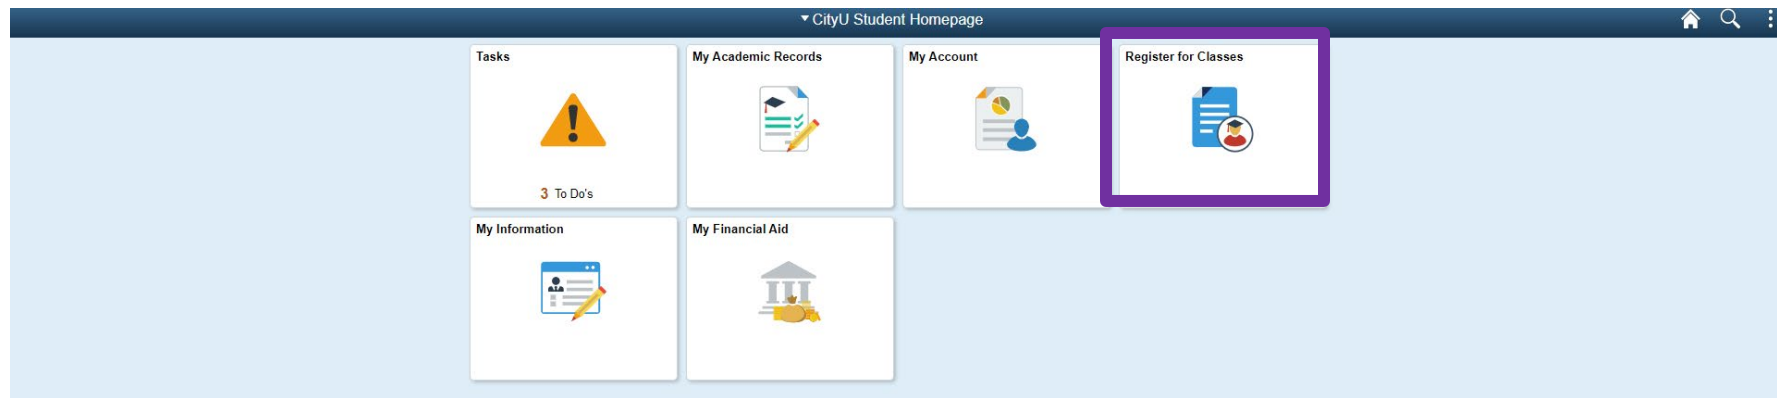 CityU Student Homepage
Tasks
My Academic Records
My Account
Register for Classes
3 To Do's
My Information
My Financial Aid